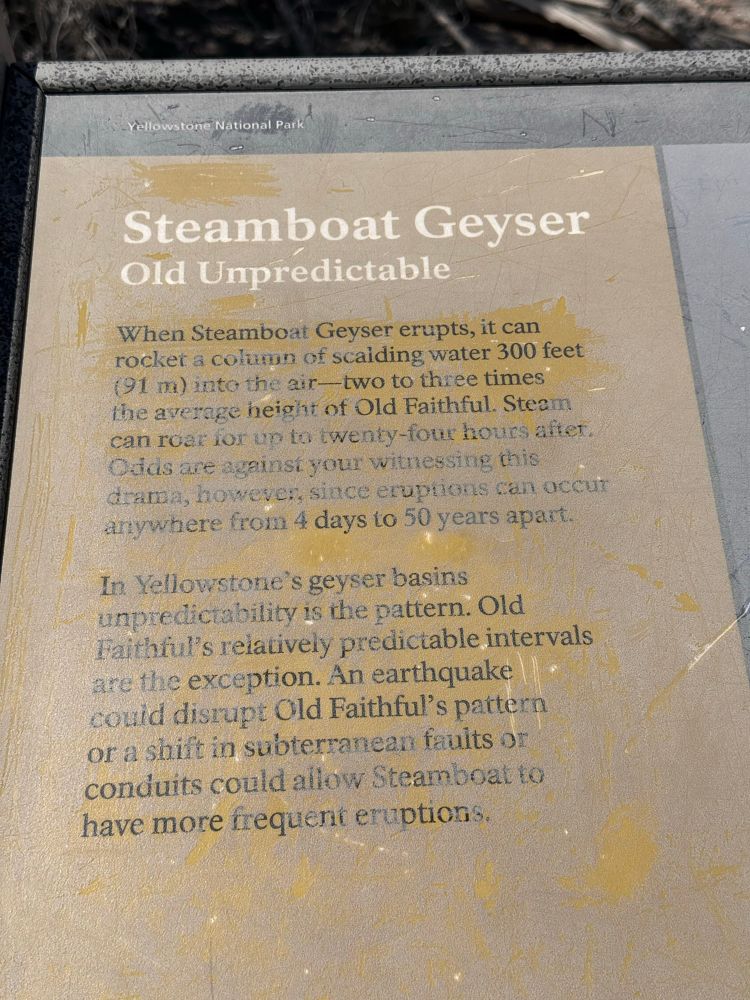 Yellowstone National Park
Steamboat Geyser
Old Unpredictable
When Steamboat Geyser erupts, it can
rocket a column of scalding water 300 feet
(91 m) into the air—two to three times
the average height of Old Faithful. Steam
can roar for up to twenty-four hours after.
Odds are against your witnessing this
drama, however, since eruptions can occur
anywhere from 4 days to 50 years apart.
In Yellowstone's geyser basins
unpredictability is the pattern. Old
Faithful's relatively predictable intervals
are the exception. An earthquake
could disrupt Old Faithful's pattern
or a shift in subterranean faults or
conduits could allow Steamboat to
have more frequent eruptions.